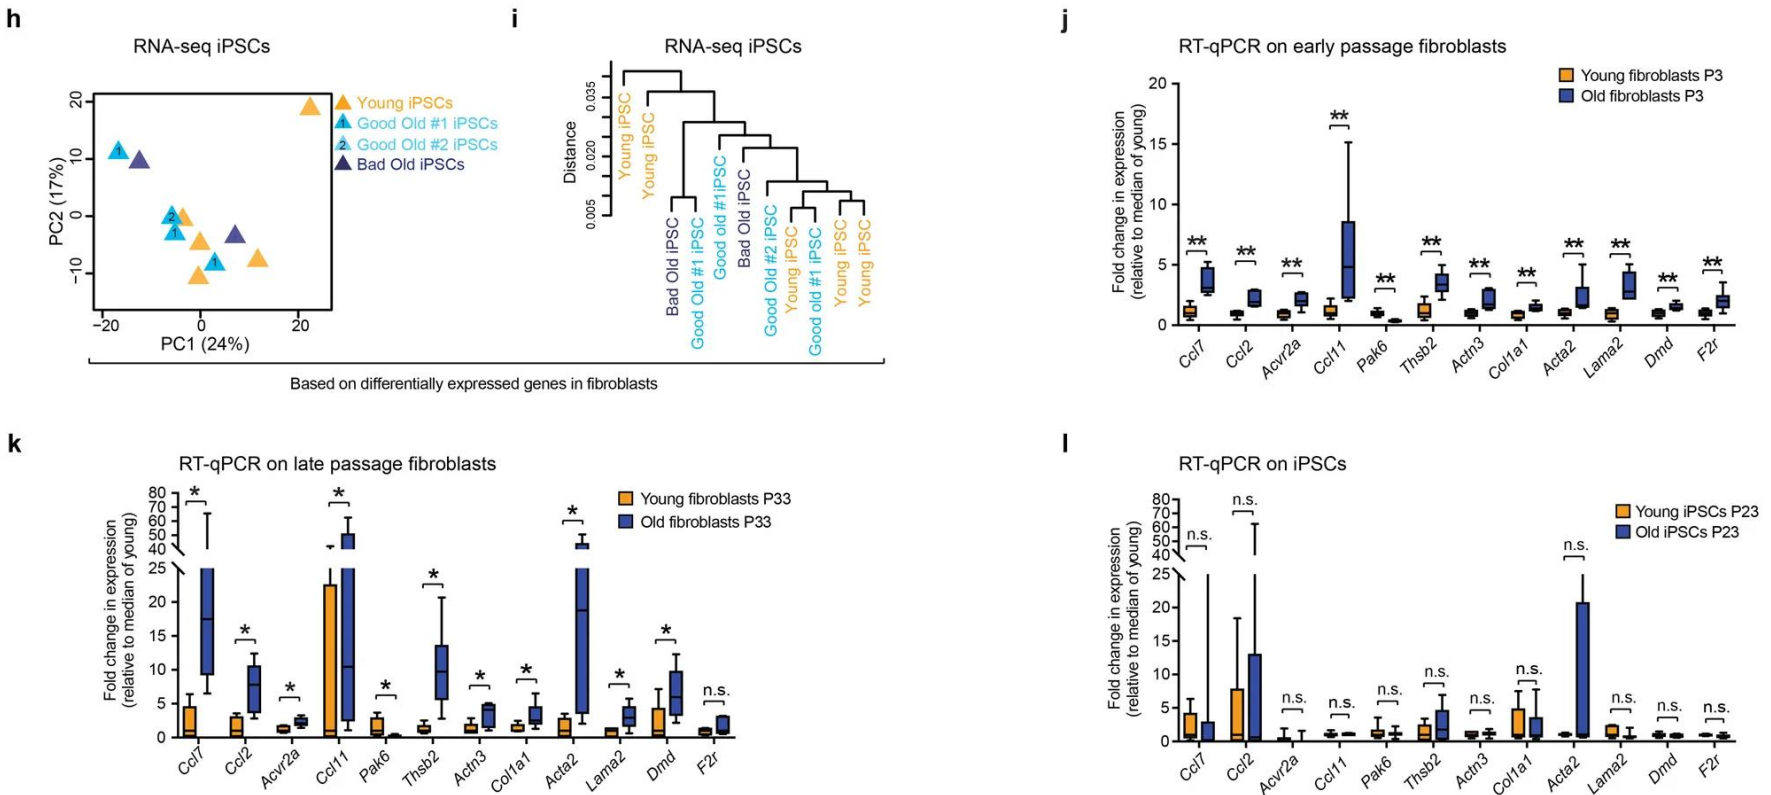 h
RNA-seq iPSCs
PC2 (17%)
20
10
0
−10
−20
0
20
PC1 (24%)
Young iPSCs
1 Good Old #1 iPSCs
2 Good Old #2 iPSCs
Bad Old iPSCs
1
2
1
1
i
RNA-seq iPSCs
Distance
0.035
0.020
0.005
Young iPSC
Young iPSC
Bad Old iPSC
Good Old #1 iPSC
Good old #1iPSC
Bad Old iPSC
Good Old #2 iPSC
Young iPSC
Good old #1 iPSC
Young iPSC
Young iPSC
Based on differentially expressed genes in fibroblasts
j
RT-qPCR on early passage fibroblasts
Young fibroblasts P3
Old fibroblasts P3
Fold change in expression
(relative to median of young)
20
15
10
5
0
** ** ** ** ** ** ** ** ** ** ** **
Ccl7 Ccl2 Acvr2a Ccl11 Pak6 Thsb2 Actn3 Col1a1 Acta2 Lama2 Dmd F2r
k
RT-qPCR on late passage fibroblasts
Young fibroblasts P33
Old fibroblasts P33
Fold change in expression
(relative to median of young)
80
70
60
50
40
25
20
15
10
5
0
* * * * * * * * * * * n.s.
Ccl7 Ccl2 Acvr2a Ccl11 Pak6 Thsb2 Actn3 Col1a1 Acta2 Lama2 Dmd F2r
l
RT-qPCR on iPSCs
Young iPSCs P23
Old iPSCs P23
Fold change in expression
(relative to median of young)
80
70
60
50
40
25
20
15
10
5
0
n.s. n.s. n.s. n.s. n.s. n.s. n.s. n.s. n.s. n.s. n.s. n.s.
Ccl7 Ccl2 Acvr2a Ccl11 Pak6 Thsb2 Actn3 Col1a1 Acta2 Lama2 Dmd F2r